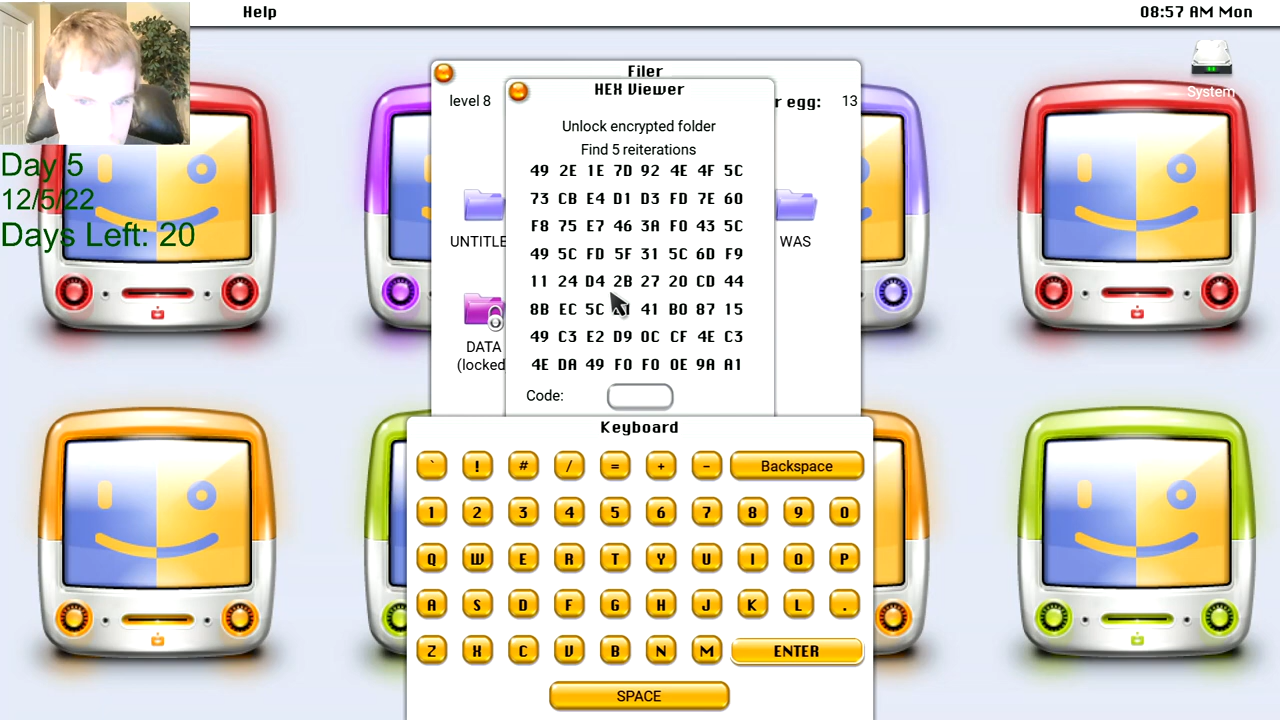 Help
08:57 AM Mon
System
Day 5
12/5/22
Days Left: 20
Filer
level 8
r egg: 13
UNTITLE
WAS
DATA
(locked
HEX Viewer
Unlock encrypted folder
Find 5 reiterations
49 2E 1E 7D 92 4E 4F 5C
73 CB E4 D1 D3 FD 7E 60
F8 75 E7 46 3A F0 43 5C
49 5C FD 5F 31 5C 6D F9
11 24 D4 2B 27 20 CD 44
8B EC 5C 41 B0 87 15
49 C3 E2 D9 0C CF 4E C3
4E DA 49 F0 F0 0E 9A A1
Code:
Keyboard
` ! # / = + - Backspace
1 2 3 4 5 6 7 8 9 0
Q W E R T Y U I O P
A S D F G H J K L .
Z X C V B N M ENTER
SPACE